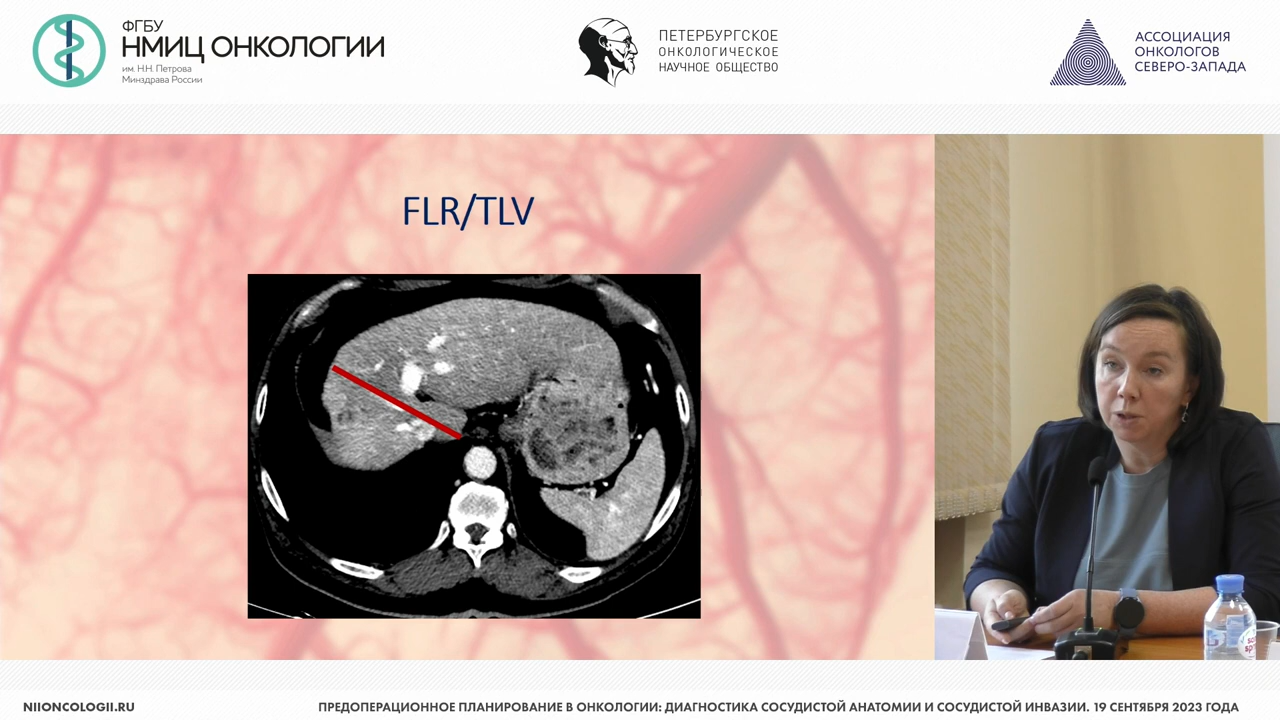 ФГБУ
НМИЦ ОНКОЛОГИИ
им. Н.Н. Петрова
Минздрава России
ПЕТЕРБУРГСКОЕ
ОНКОЛОГИЧЕСКОЕ
НАУЧНОЕ ОБЩЕСТВО
АССОЦИАЦИЯ
ОНКОЛОГОВ
СЕВЕРО-ЗАПАДА
FLR/TLV
NIIONCOLOGII.RU
ПРЕДОПЕРАЦИОННОЕ ПЛАНИРОВАНИЕ В ОНКОЛОГИИ: ДИАГНОСТИКА СОСУДИСТОЙ АНАТОМИИ И СОСУДИСТОЙ ИНВАЗИИ. 19 СЕНТЯБРЯ 2023 ГОДА